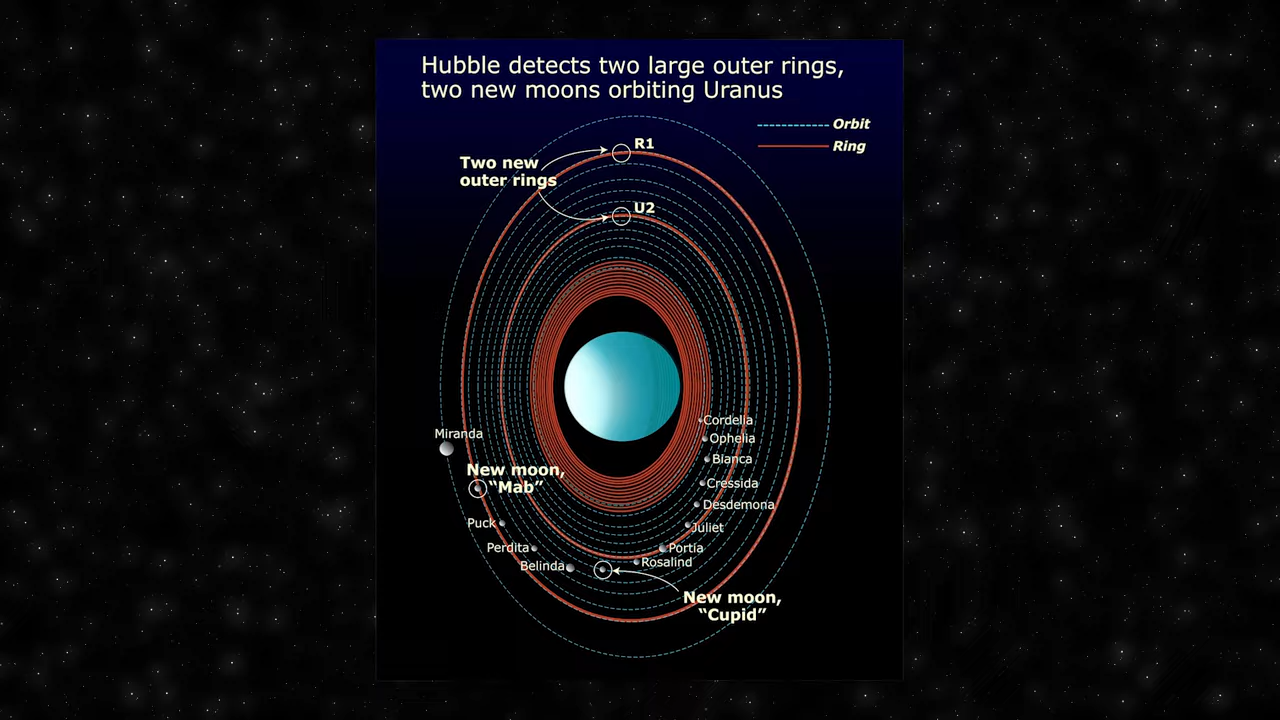 Hubble detects two large outer rings,
two new moons orbiting Uranus
Orbit
Ring
R1
Two new
outer rings
U2
Cordelia
Ophelia
Bianca
Cressida
Desdemona
Juliet
Portia
Rosalind
Miranda
New moon,
“Mab”
Puck
Perdita
Belinda
New moon,
“Cupid”